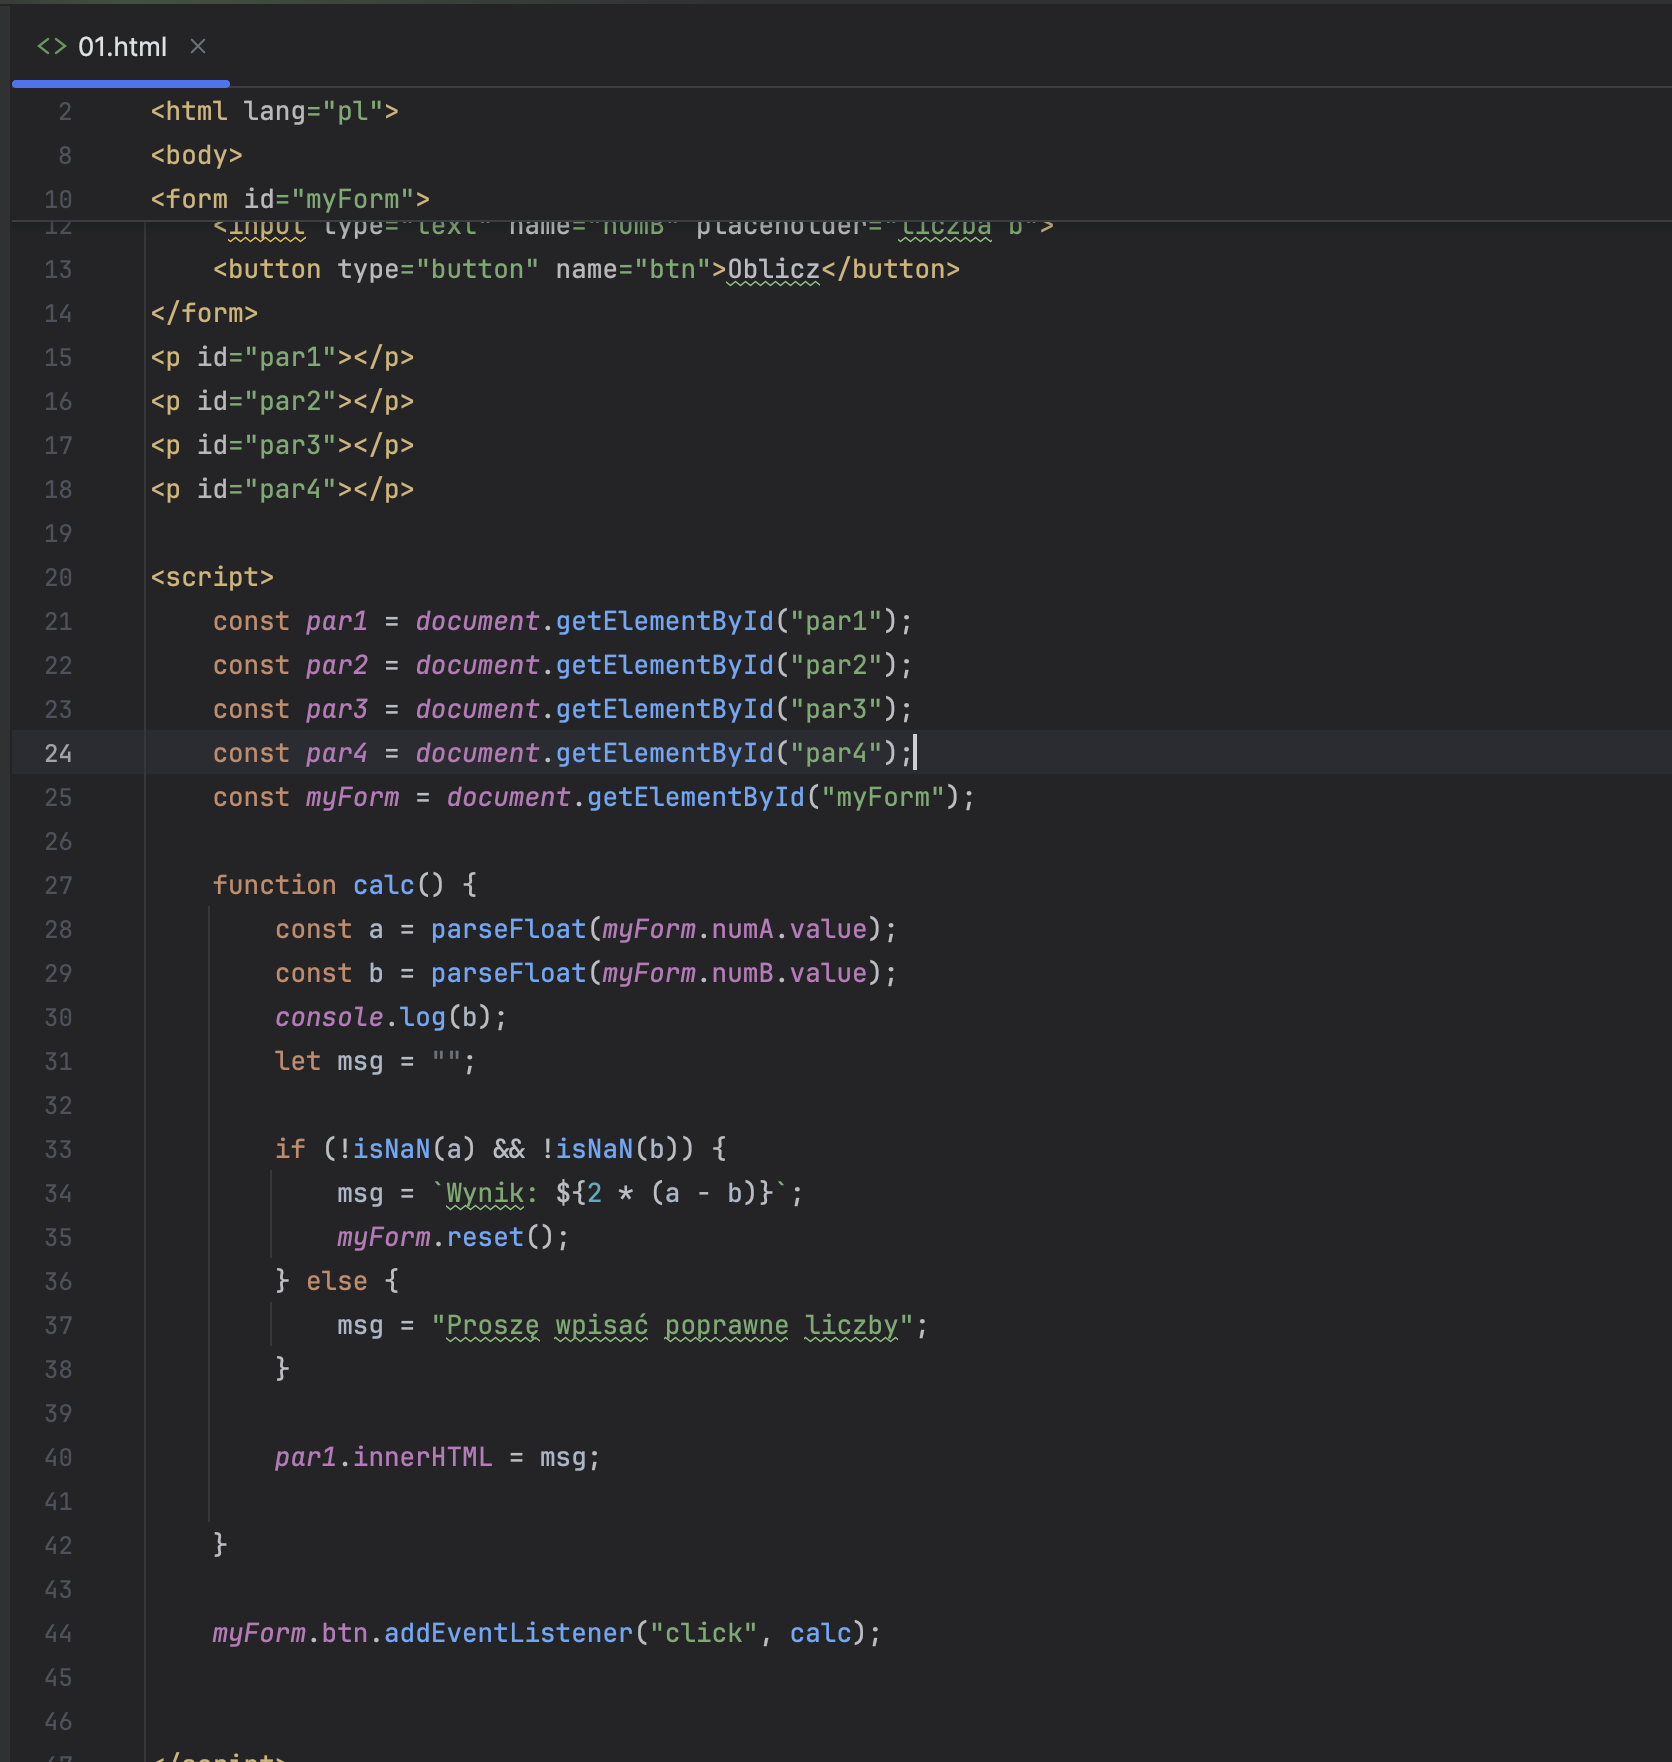 <> 01.html ×
2 <html lang="pl">
8 <body>
10 <form id="myForm">
12 <input type="text" name="numB" placeholder="liczba b">
13 <button type="button" name="btn">Oblicz</button>
14 </form>
15 <p id="par1"></p>
16 <p id="par2"></p>
17 <p id="par3"></p>
18 <p id="par4"></p>
19
20 <script>
21 const par1 = document.getElementById("par1");
22 const par2 = document.getElementById("par2");
23 const par3 = document.getElementById("par3");
24 const par4 = document.getElementById("par4");
25 const myForm = document.getElementById("myForm");
26
27 function calc() {
28 const a = parseFloat(myForm.numA.value);
29 const b = parseFloat(myForm.numB.value);
30 console.log(b);
31 let msg = "";
32
33 if (!isNaN(a) && !isNaN(b)) {
34 msg = `Wynik: ${2 * (a - b)}`;
35 myForm.reset();
36 } else {
37 msg = "Proszę wpisać poprawne liczby";
38 }
39
40 par1.innerHTML = msg;
41
42 }
43
44 myForm.btn.addEventListener("click", calc);
45
46
47 </script>